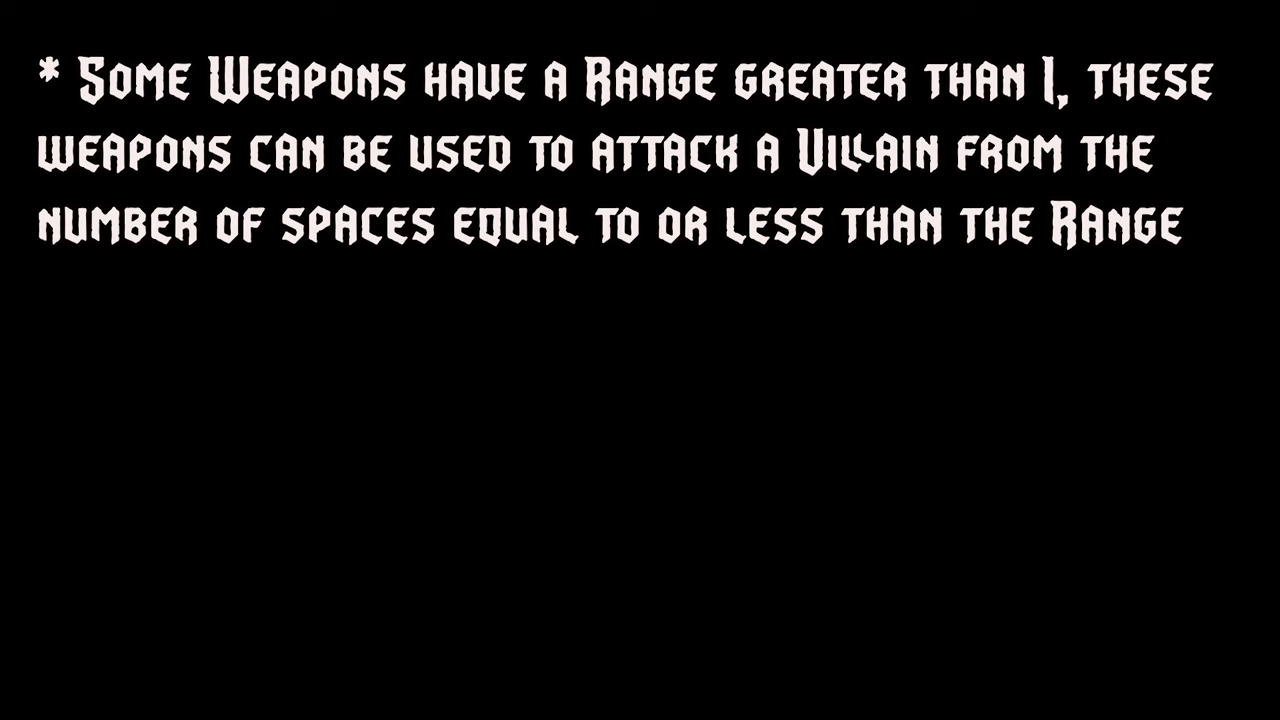 * Some Weapons have a Range greater than 1, these
weapons can be used to attack a Villain from the
number of spaces equal to or less than the Range